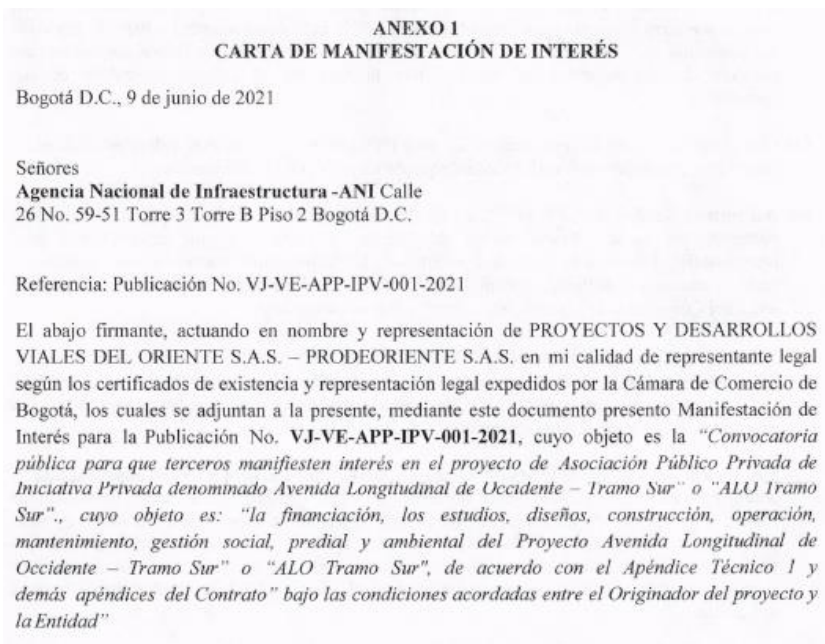 ANEXO 1
CARTA DE MANIFESTACIÓN DE INTERÉS
Bogotá D.C., 9 de junio de 2021
Señores
Agencia Nacional de Infraestructura -ANI Calle
26 No. 59-51 Torre 3 Torre B Piso 2 Bogotá D.C.
Referencia: Publicación No. VJ-VE-APP-IPV-001-2021
El abajo firmante, actuando en nombre y representación de PROYECTOS Y DESARROLLOS
VIALES DEL ORIENTE S.A.S. – PRODEORIENTE S.A.S. en mi calidad de representante legal
según los certificados de existencia y representación legal expedidos por la Cámara de Comercio de
Bogotá, los cuales se adjuntan a la presente, mediante este documento presento Manifestación de
Interés para la Publicación No. VJ-VE-APP-IPV-001-2021, cuyo objeto es la “Convocatoria
pública para que terceros manifiesten interés en el proyecto de Asociación Público Privada de
Iniciativa Privada denominado Avenida Longitudinal de Occidente – Tramo Sur” o “ALO Tramo
Sur”., cuyo objeto es: “la financiación, los estudios, diseños, construcción, operación,
mantenimiento, gestión social, predial y ambiental del Proyecto Avenida Longitudinal de
Occidente – Tramo Sur” o “ALO Tramo Sur”, de acuerdo con el Apéndice Técnico 1 y
demás apéndices del Contrato” bajo las condiciones acordadas entre el Originador del proyecto y
la Entidad”